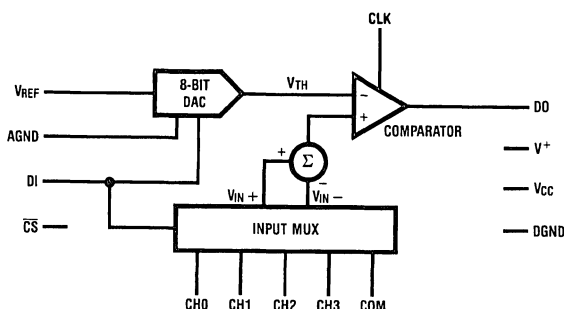 CLK
8-BIT
DAC
VREF
VTH
−
+
DO
COMPARATOR
AGND
V+
+
Σ
DI
−
VIN +
VIN −
VCC
CS
INPUT MUX
DGND
CH0 CH1 CH2 CH3 COM